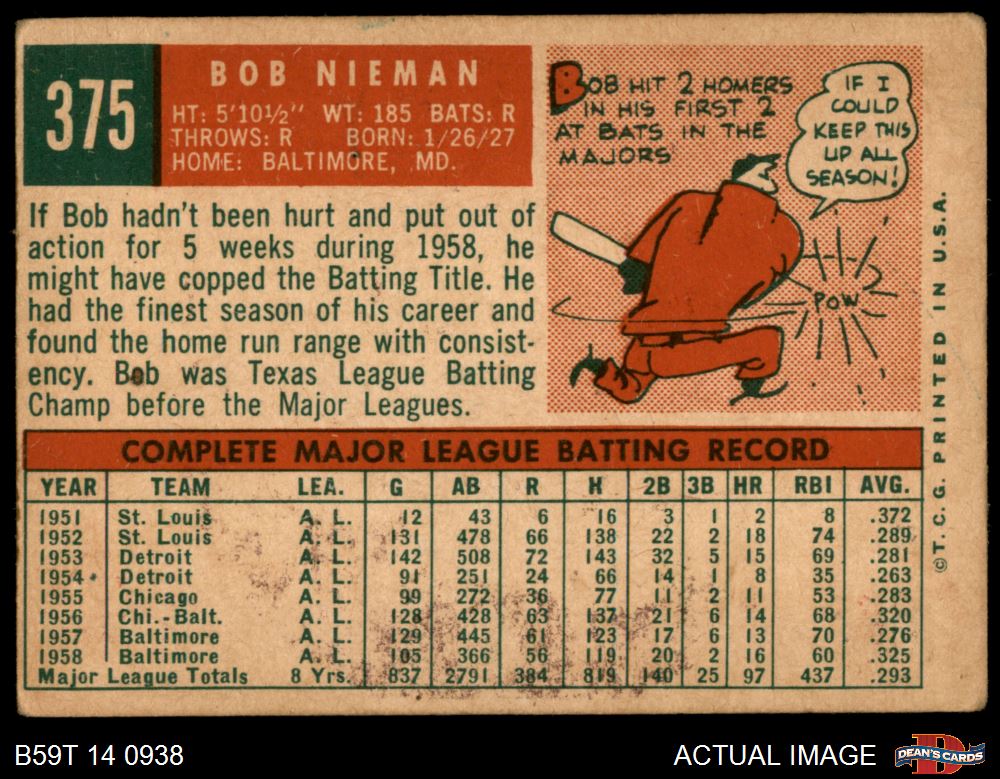 375
BOB NIEMAN
HT: 5'10½" WT: 185 BATS: R
THROWS: R BORN: 1/26/27
HOME: BALTIMORE, MD.
If Bob hadn't been hurt and put out of
action for 5 weeks during 1958, he
might have copped the Batting Title. He
had the finest season of his career and
found the home run range with consist-
ency. Bob was Texas League Batting
Champ before the Major Leagues.
BOB HIT 2 HOMERS
IN HIS FIRST 2
AT BATS IN THE
MAJORS
IF I
COULD
KEEP THIS
UP ALL
SEASON!
POW
COMPLETE MAJOR LEAGUE BATTING RECORD
YEAR TEAM LEA. G AB R H 2B 3B HR RBI AVG.
1951 St. Louis A. L. 12 43 6 16 3 1 2 8 .372
1952 St. Louis A. L. 131 478 66 138 22 2 18 74 .289
1953 Detroit A. L. 142 508 72 143 32 5 15 69 .281
1954 Detroit A. L. 91 251 24 66 14 1 8 35 .263
1955 Chicago A. L. 99 272 36 77 11 2 11 53 .283
1956 Chi.-Balt. A. L. 128 428 63 137 21 6 14 68 .320
1957 Baltimore A. L. 129 445 61 123 17 6 13 70 .276
1958 Baltimore A. L. 105 366 56 119 20 2 16 60 .325
Major League Totals 8 Yrs. 837 2791 384 819 140 25 97 437 .293
©T. C. G. PRINTED IN U.S.A.
B59T 14 0938
ACTUAL IMAGE
DEAN'S CARDS